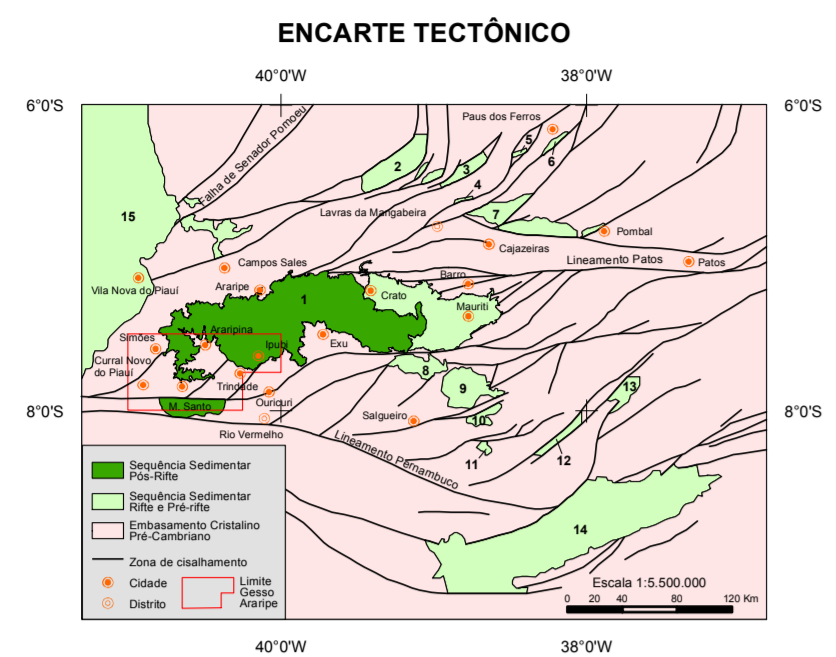 ENCARTE TECTÔNICO
40°0'W
38°0'W
6°0'S
6°0'S
Paus dos Ferros
Falha de Senador Pomoeu
5
6
2
3
4
15
Lavras da Mangabeira
7
Pombal
Cajazeiras
Campos Sales
Lineamento Patos
Patos
Vila Nova do Piauí
Araripe
1
Crato
Barro
Mauriti
Simões
Araripina
Ipubi
Exu
Curral Novo
do Piauí
8
Trindade
9
13
Ouricuri
M. Santo
8°0'S
8°0'S
Salgueiro
10
Rio Vermelho
Lineamento Pernambuco
11
12
14
Sequência Sedimentar
Pós-Rifte
Sequência Sedimentar
Rifte e Pré-rifte
Embasamento Cristalino
Pré-Cambriano
Zona de cisalhamento
Cidade
Distrito
Limite
Gesso
Araripe
Escala 1:5.500.000
0 20 40 80 120 Km
40°0'W
38°0'W